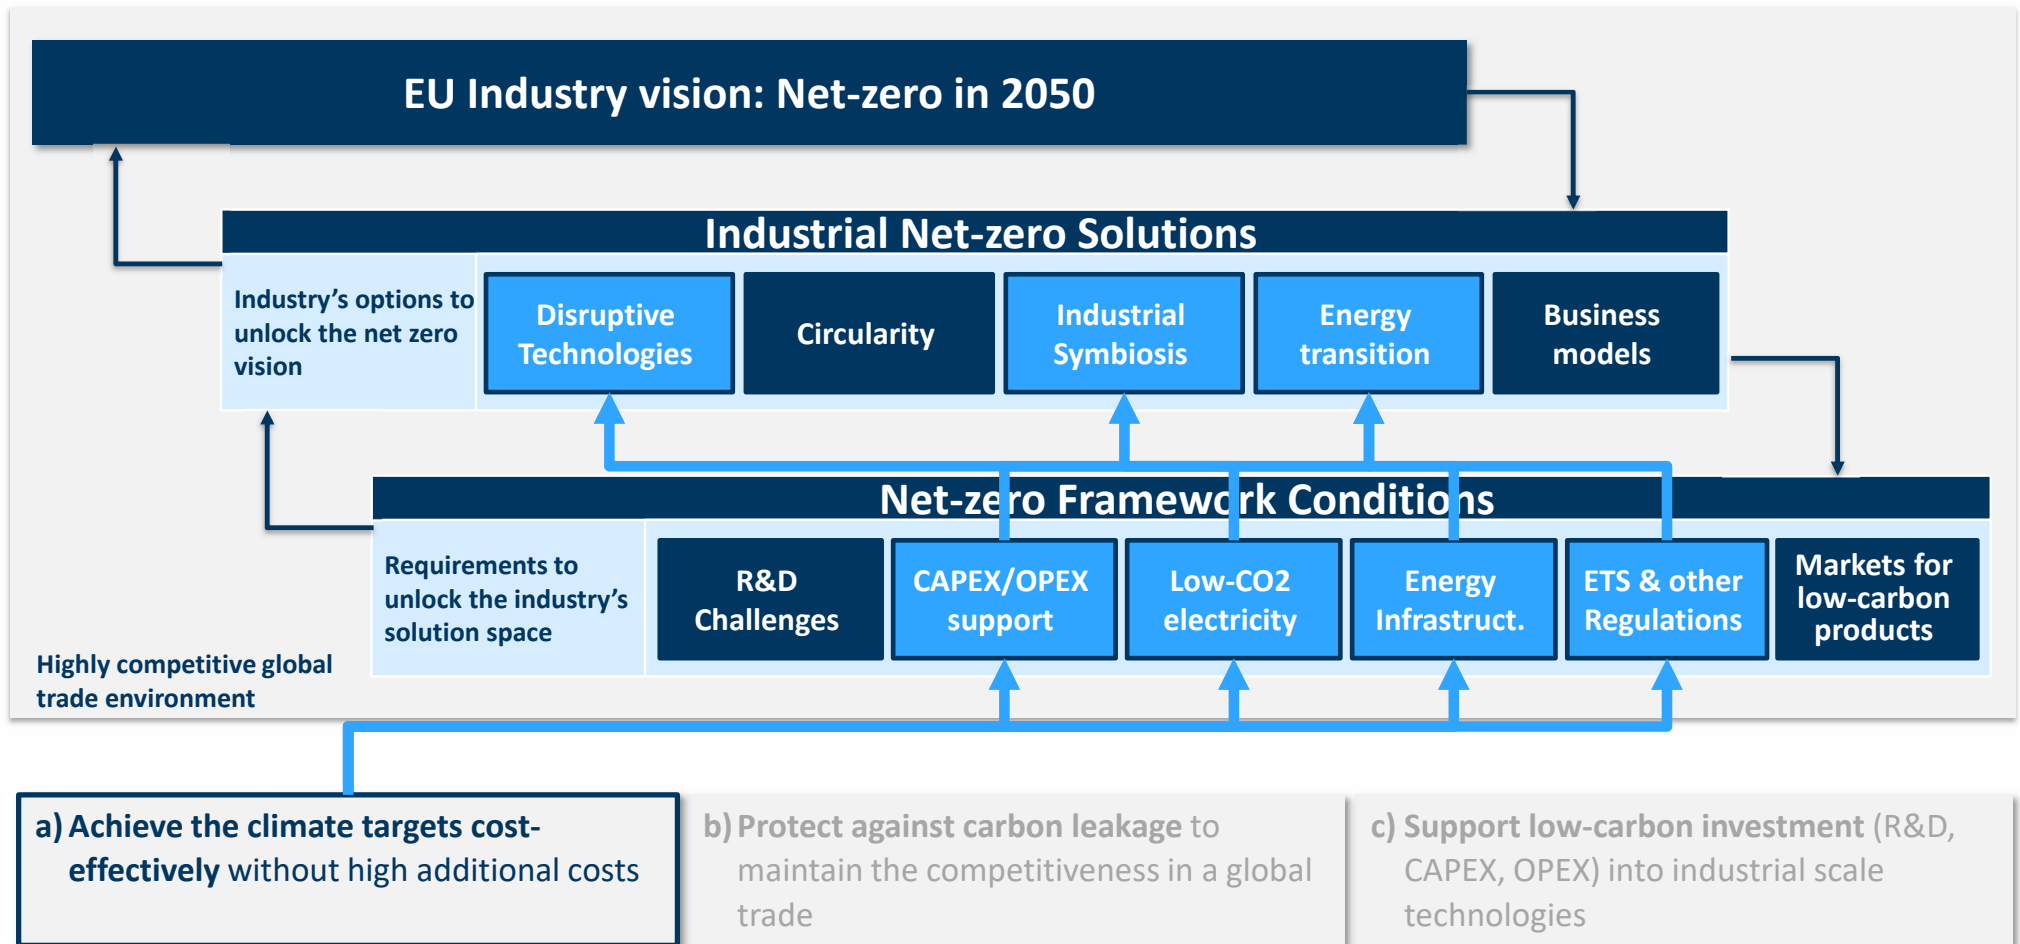 EU Industry vision: Net-zero in 2050
Industrial Net-zero Solutions
Industry’s options to
unlock the net zero
vision
Disruptive
Technologies
Circularity
Industrial
Symbiosis
Energy
transition
Business
models
Net-zero Framework Conditions
Requirements to
unlock the industry’s
solution space
R&D
Challenges
CAPEX/OPEX
support
Low-CO2
electricity
Energy
Infrastruct.
ETS & other
Regulations
Markets for
low-carbon
products
Highly competitive global
trade environment
a) Achieve the climate targets cost-
effectively without high additional costs
b) Protect against carbon leakage to
maintain the competitiveness in a global
trade
c) Support low-carbon investment (R&D,
CAPEX, OPEX) into industrial scale
technologies